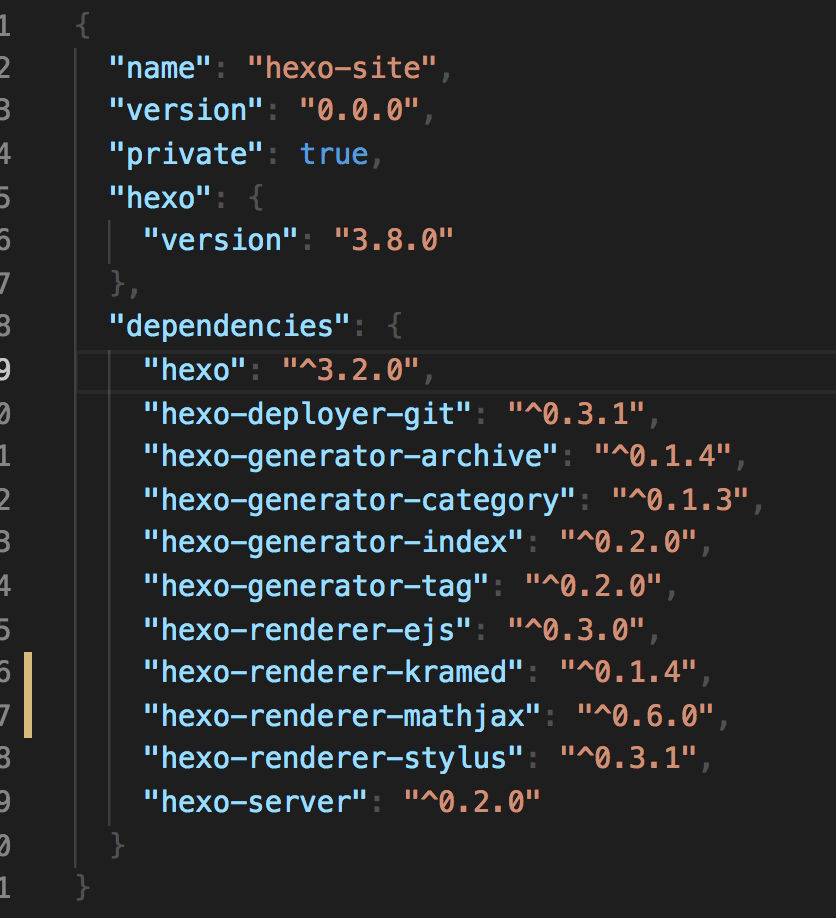 1 {
2 "name": "hexo-site",
3 "version": "0.0.0",
4 "private": true,
5 "hexo": {
6 "version": "3.8.0"
7 },
8 "dependencies": {
9 "hexo": "^3.2.0",
0 "hexo-deployer-git": "^0.3.1",
1 "hexo-generator-archive": "^0.1.4",
2 "hexo-generator-category": "^0.1.3",
3 "hexo-generator-index": "^0.2.0",
4 "hexo-generator-tag": "^0.2.0",
5 "hexo-renderer-ejs": "^0.3.0",
6 "hexo-renderer-kramed": "^0.1.4",
7 "hexo-renderer-mathjax": "^0.6.0",
8 "hexo-renderer-stylus": "^0.3.1",
9 "hexo-server": "^0.2.0"
0 }
1 }